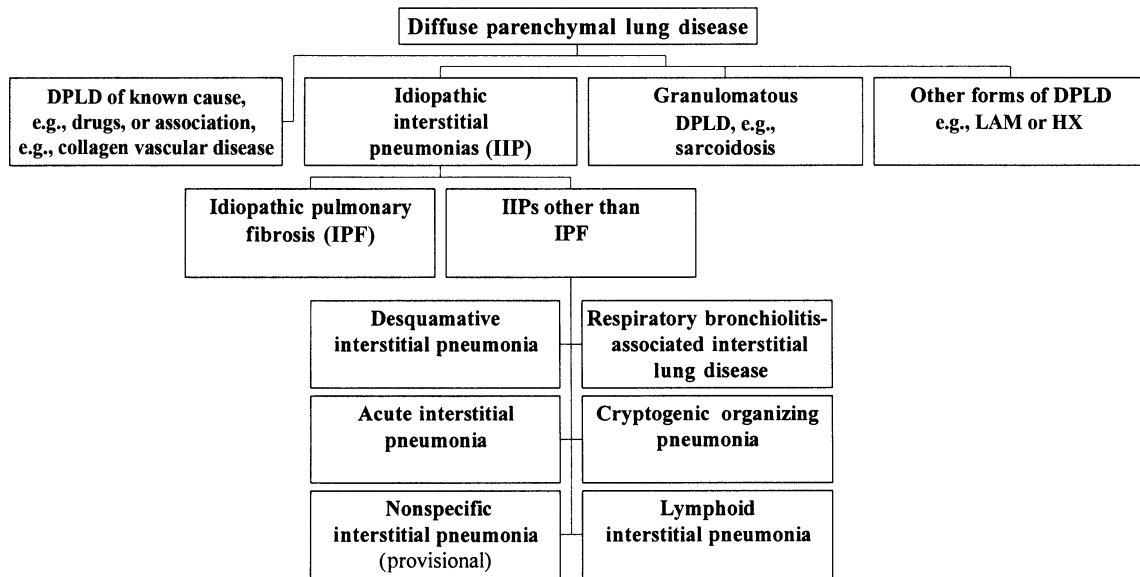 Diffuse parenchymal lung disease
DPLD of known cause,
e.g., drugs, or association,
e.g., collagen vascular disease
Idiopathic
interstitial
pneumonias (IIP)
Granulomatous
DPLD, e.g.,
sarcoidosis
Other forms of DPLD
e.g., LAM or HX
Idiopathic pulmonary
fibrosis (IPF)
IIPs other than
IPF
Desquamative
interstitial pneumonia
Respiratory bronchiolitis-
associated interstitial
lung disease
Acute interstitial
pneumonia
Cryptogenic organizing
pneumonia
Nonspecific
interstitial pneumonia
(provisional)
Lymphoid
interstitial pneumonia